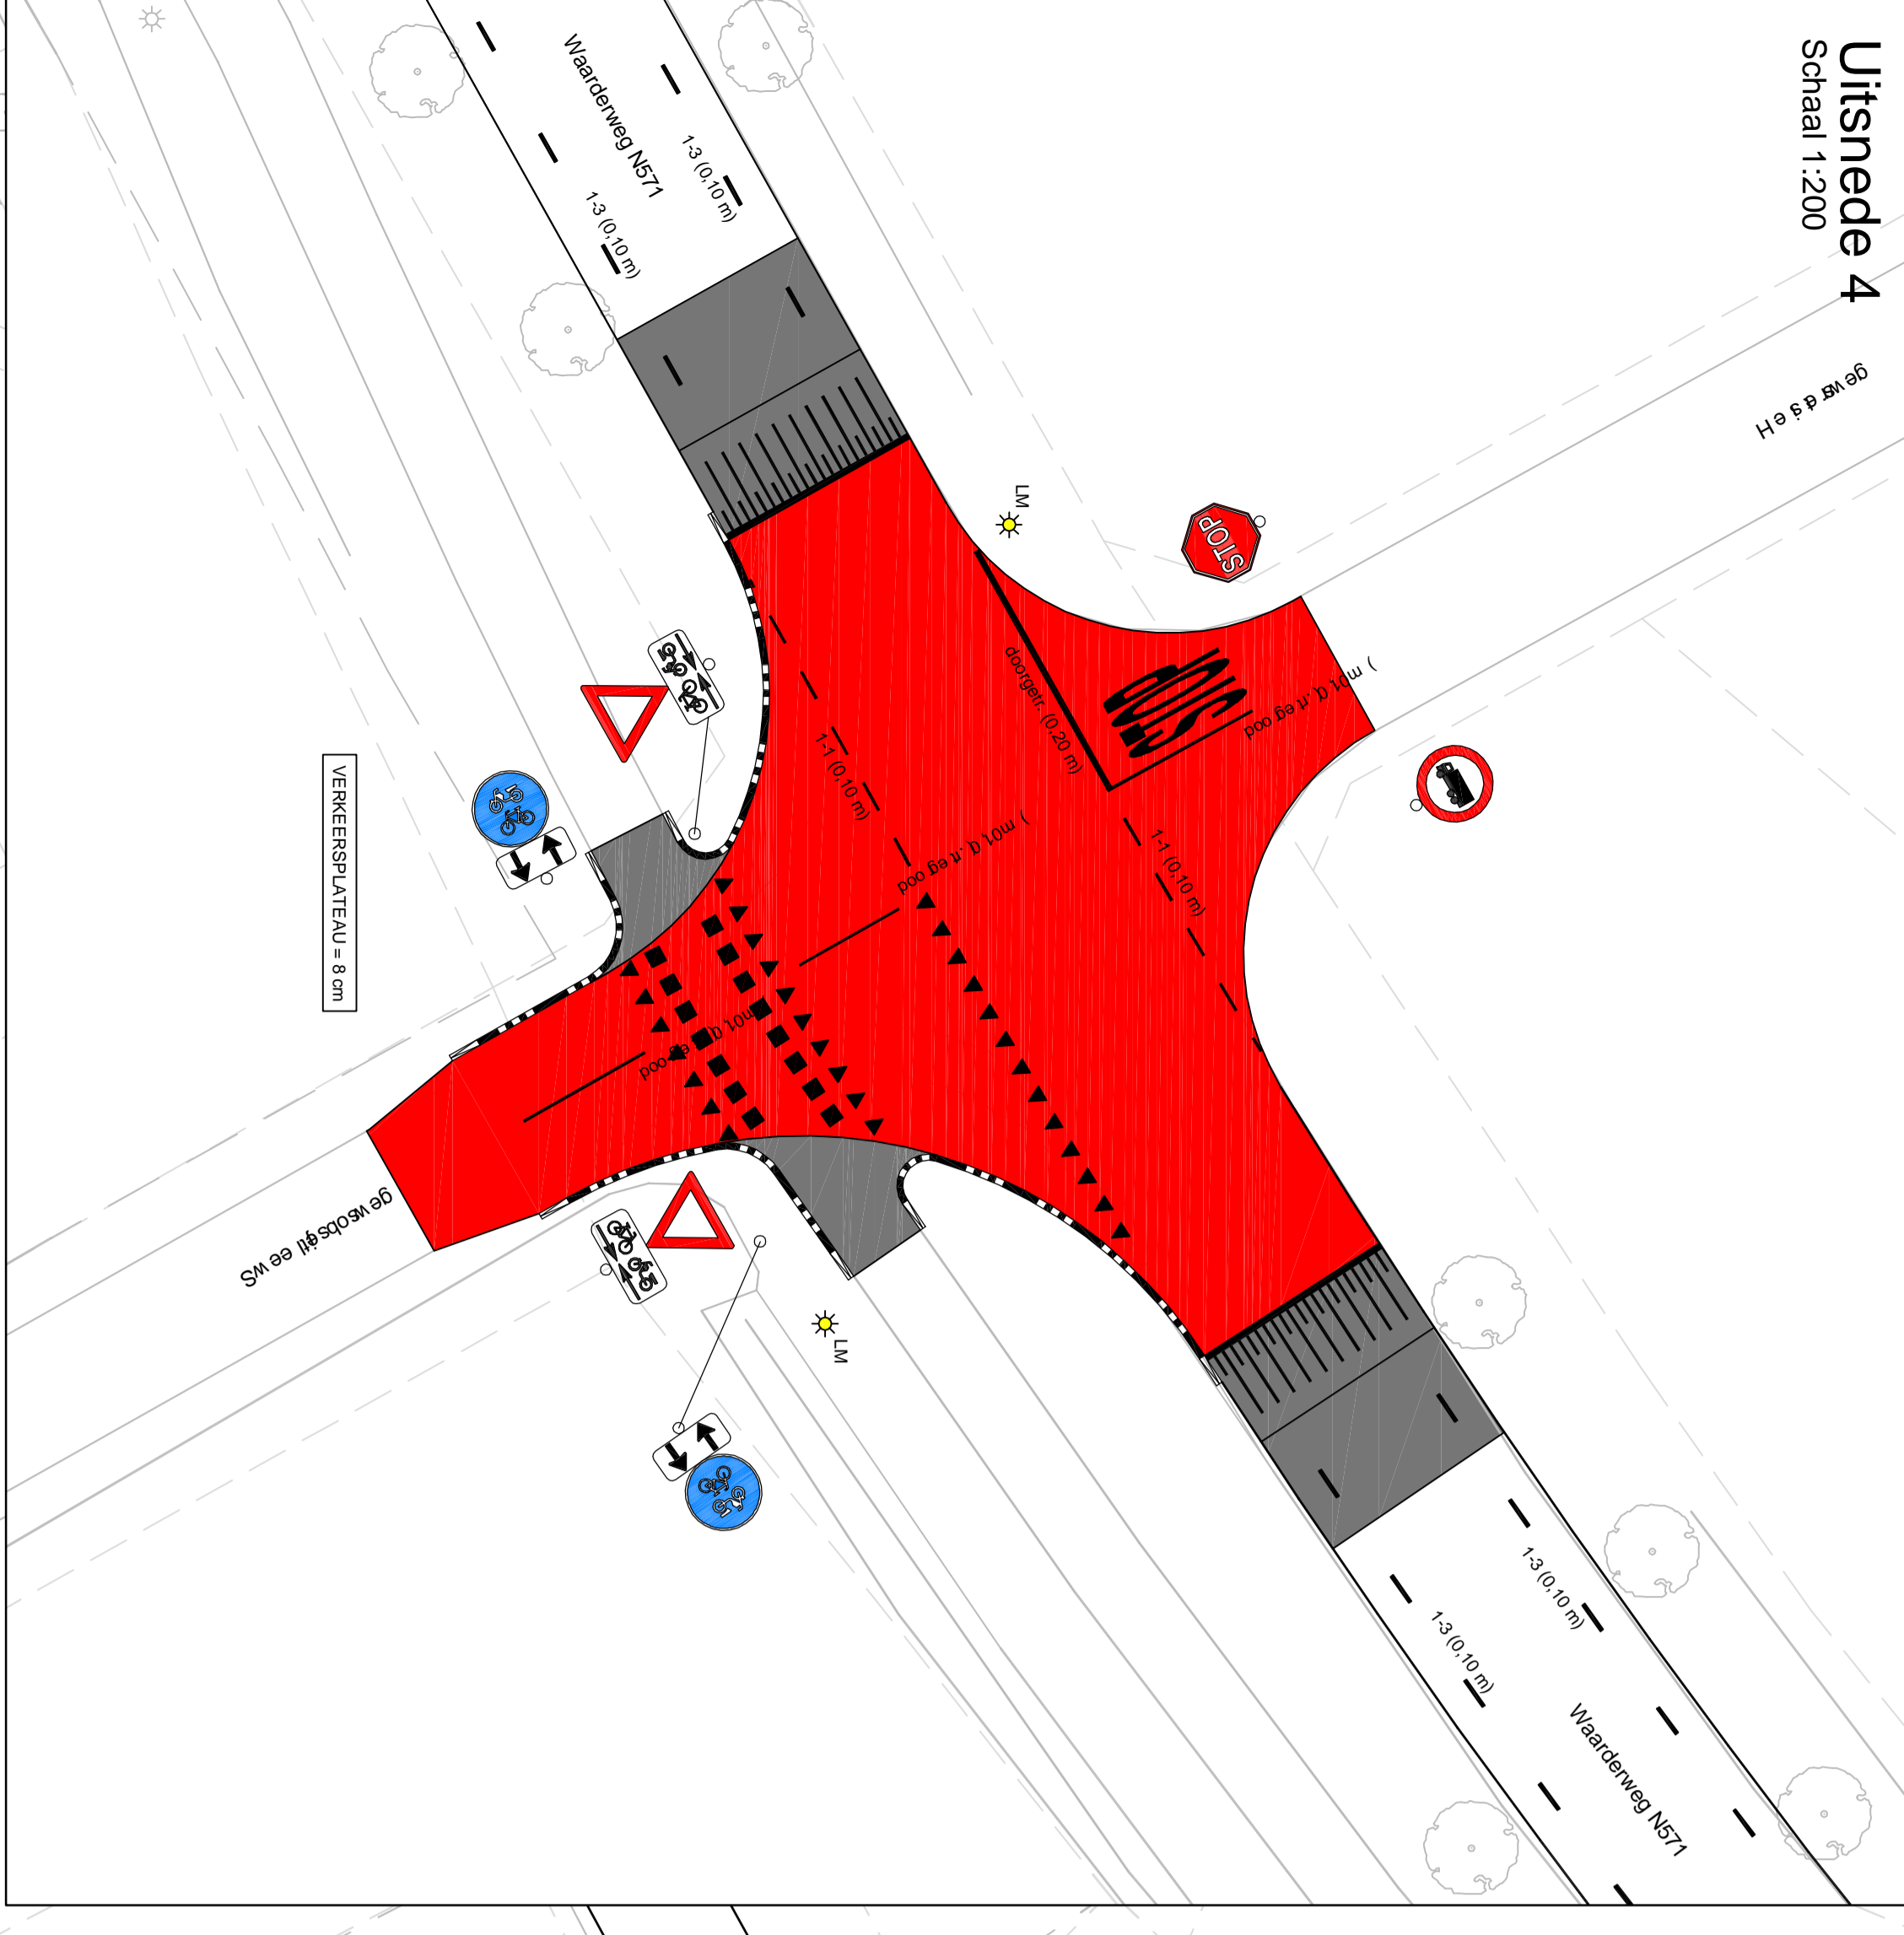 Uitsmede 4
Schaal 1:200
Waarderweg N571
1-3 (0,10 m)
1-3 (0,10 m)
LM
STOP
STOP
doorgetr. (0,20 m)
1-1 (0,10 m)
1-1 (0,10 m)
VERKEERSPLATEAU = 8 cm
LM
1-3 (0,10 m)
1-3 (0,10 m)
Waarderweg N571